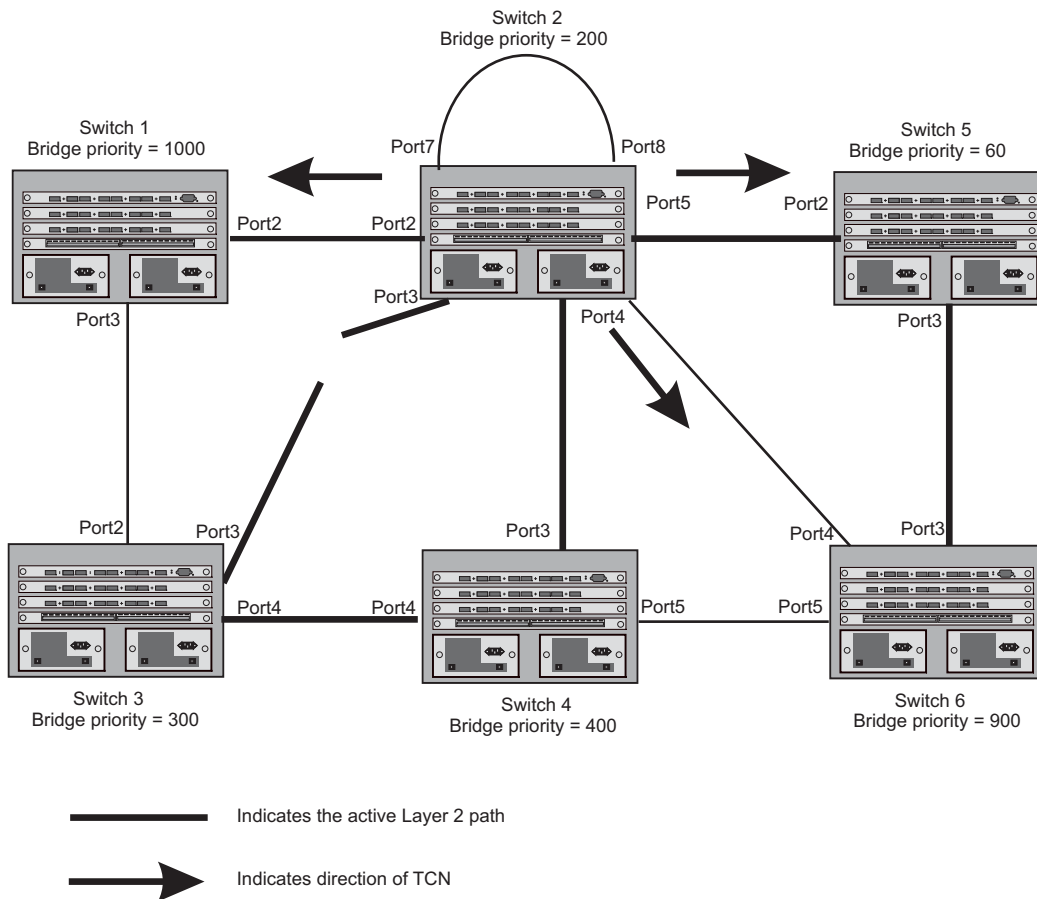 Switch 2
Bridge priority = 200
Switch 1
Bridge priority = 1000
Switch 5
Bridge priority = 60
Port7
Port8
Port5
Port2
Port2
Port2
Port3
Port3
Port4
Port3
Port2
Port3
Port3
Port4
Port3
Port4
Port4
Port5
Port5
Switch 3
Bridge priority = 300
Switch 4
Bridge priority = 400
Switch 6
Bridge priority = 900
Indicates the active Layer 2 path
Indicates direction of TCN